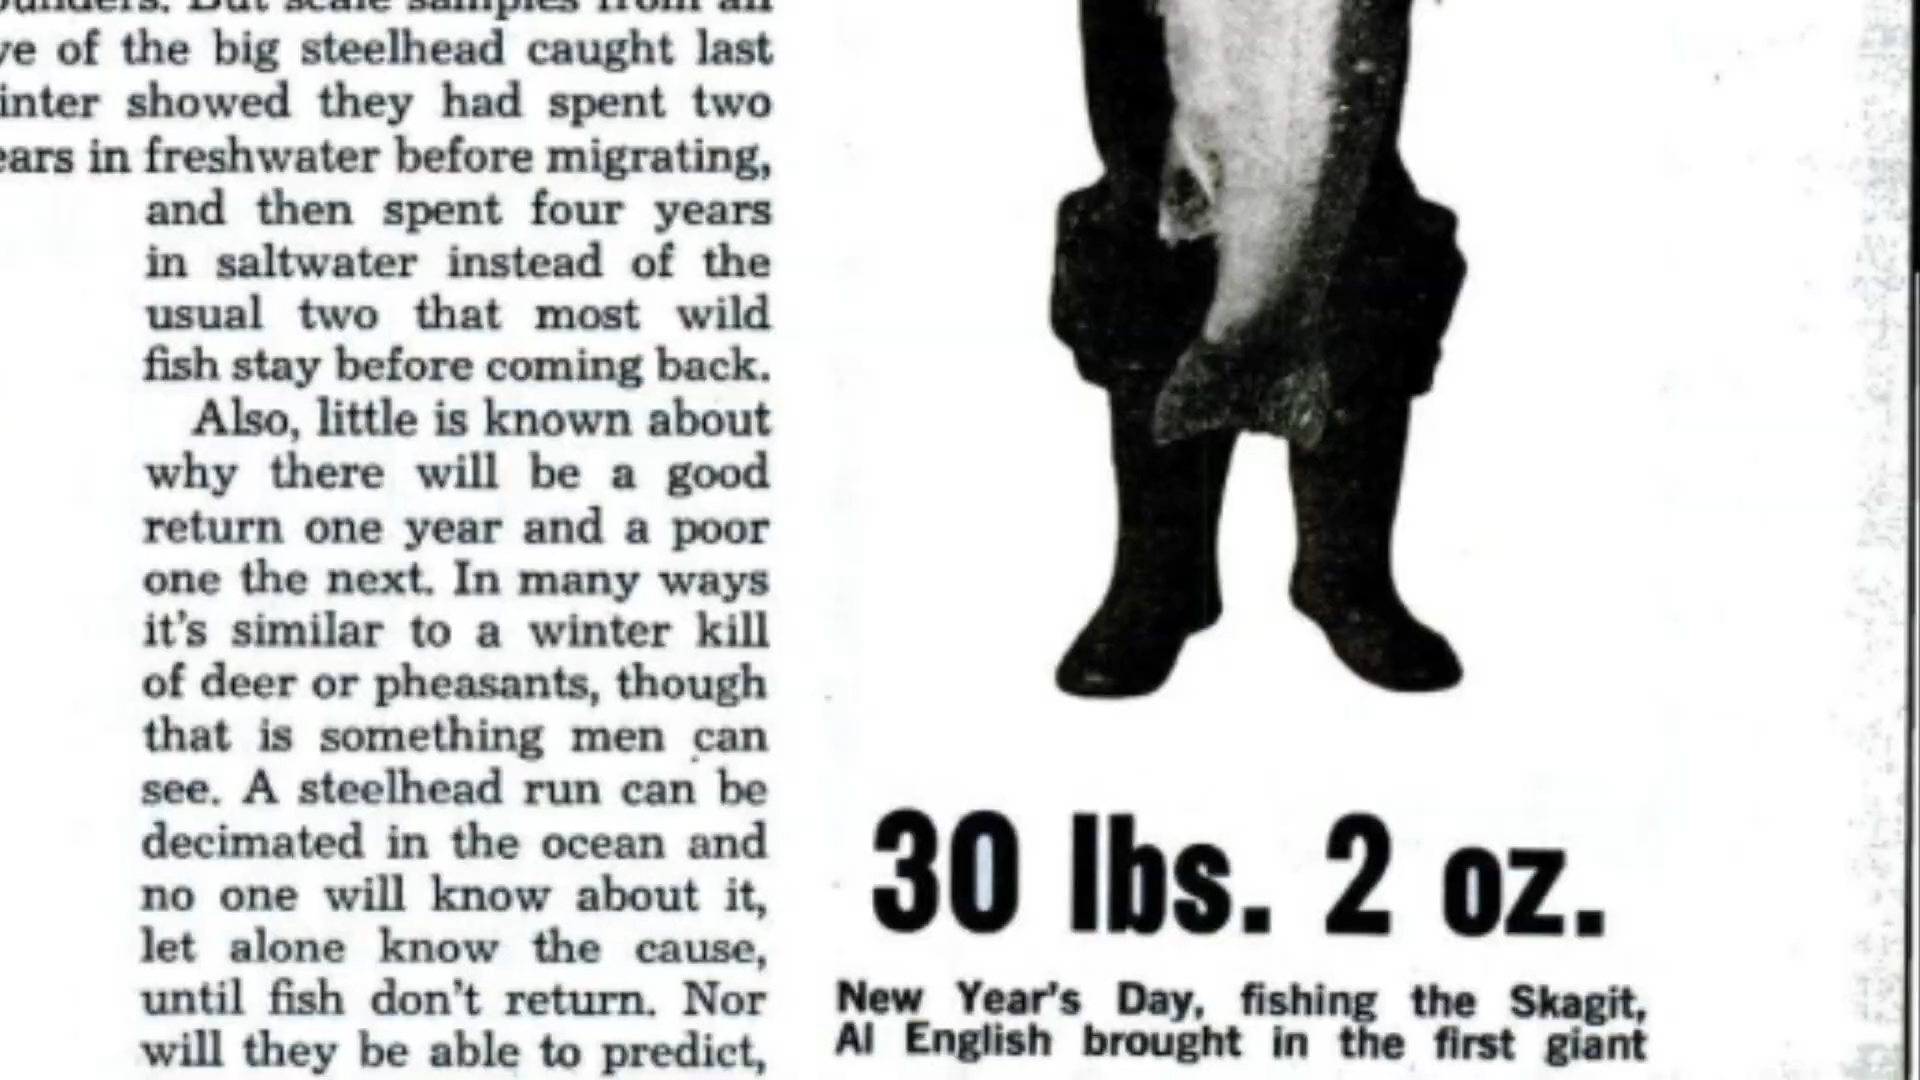 But scale samples from all
of the big steelhead caught last
showed they had spent two
in freshwater before migrating,
and then spent four years
in saltwater instead of the
usual two that most wild
fish stay before coming back.
Also, little is known about
why there will be a good
return one year and a poor
one the next. In many ways
it's similar to a winter kill
of deer or pheasants, though
that is something men can
see. A steelhead run can be
decimated in the ocean and
no one will know about it,
let alone know the cause,
until fish don't return. Nor
will they be able to predict,
30 lbs. 2 oz.
New Year's Day, fishing the Skagit,
Al English brought in the first giant